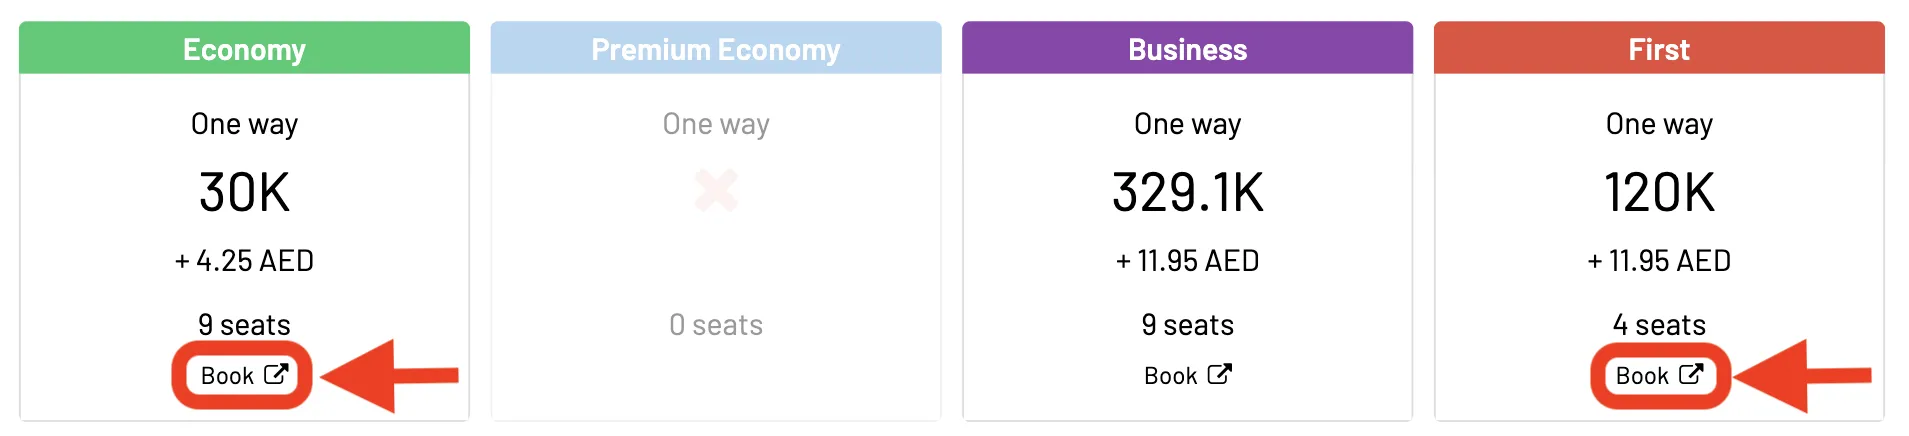 Economy
One way
30K
+ 4.25 AED
9 seats
Book
Premium Economy
One way
0 seats
Business
One way
329.1K
+ 11.95 AED
9 seats
Book
First
One way
120K
+ 11.95 AED
4 seats
Book